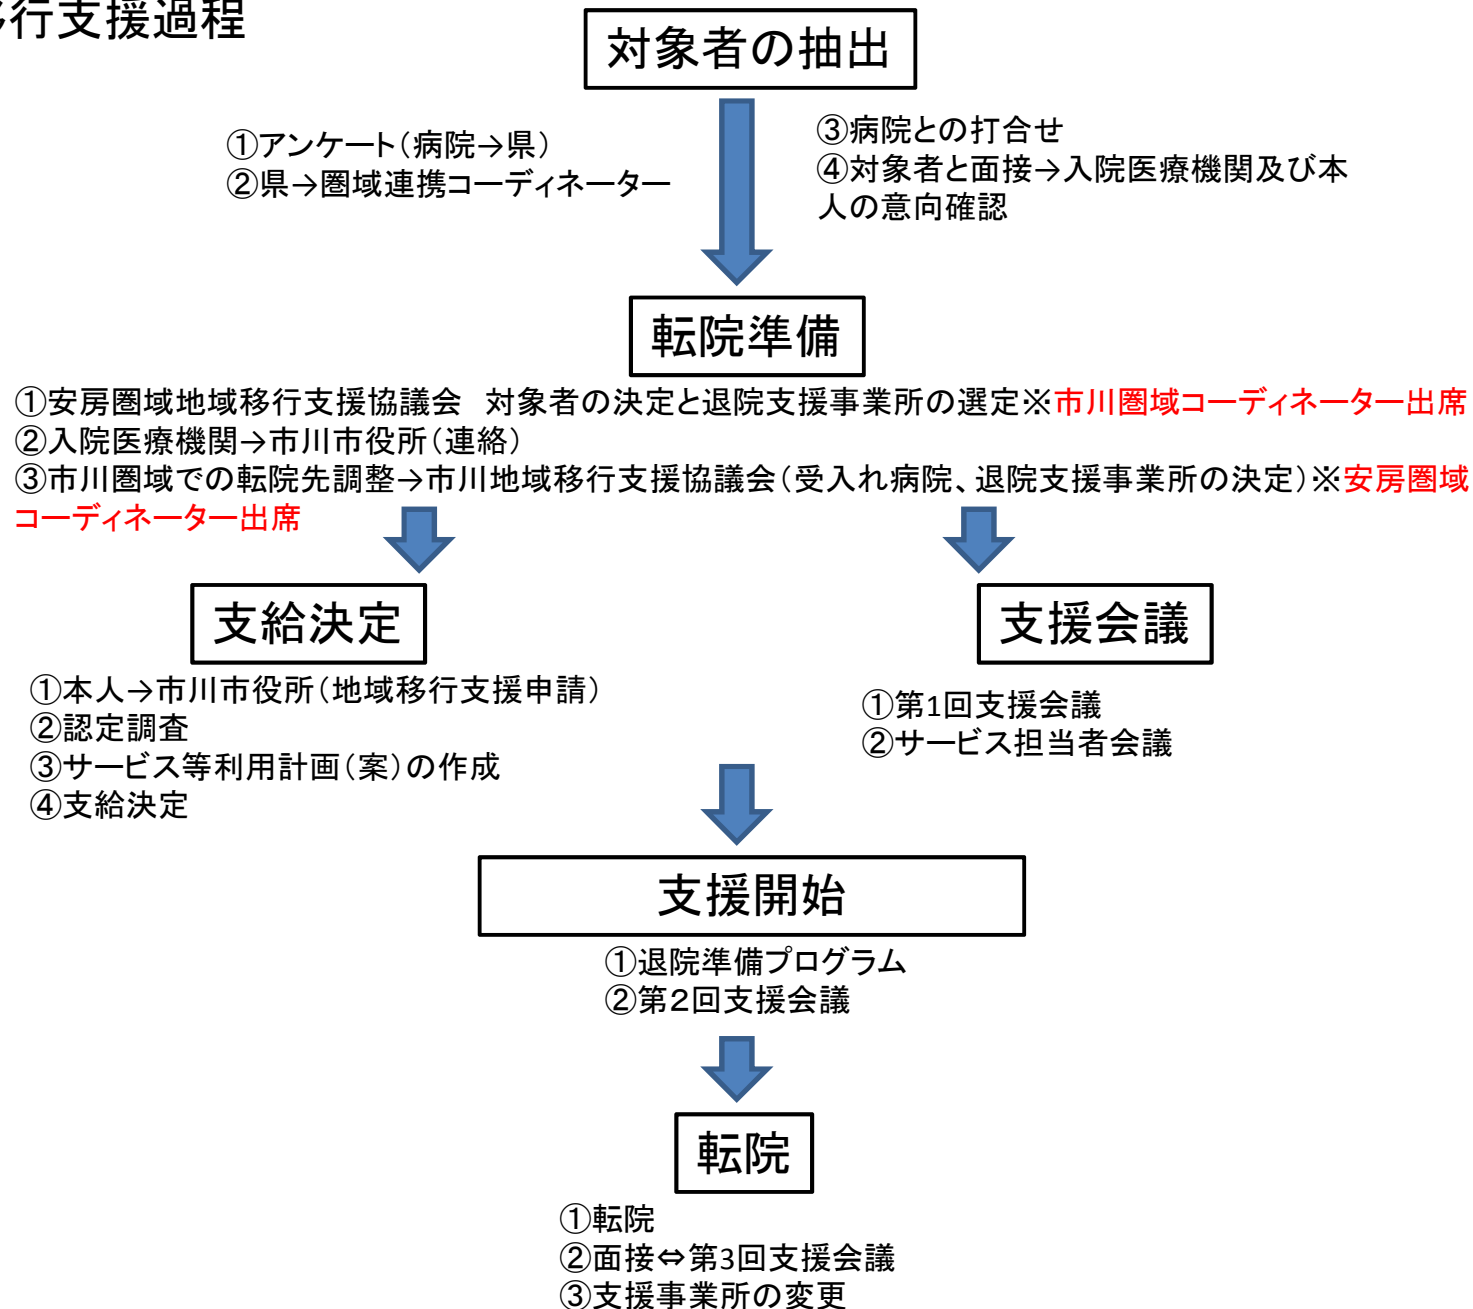 行支援過程
対象者の抽出
①アンケート（病院→県）
②県→圏域連携コーディネーター
③病院との打合せ
④対象者と面接→入院医療機関及び本
人の意向確認
転院準備
①安房圏域地域移行支援協議会　対象者の決定と退院支援事業所の選定※市川圏域コーディネーター出席
②入院医療機関→市川市役所（連絡）
③市川圏域での転院先調整→市川地域移行支援協議会（受入れ病院、退院支援事業所の決定）※安房圏域
コーディネーター出席
支給決定
①本人→市川市役所（地域移行支援申請）
②認定調査
③サービス等利用計画（案）の作成
④支給決定
支援会議
①第1回支援会議
②サービス担当者会議
支援開始
①退院準備プログラム
②第２回支援会議
転院
①転院
②面接⇔第3回支援会議
③支援事業所の変更